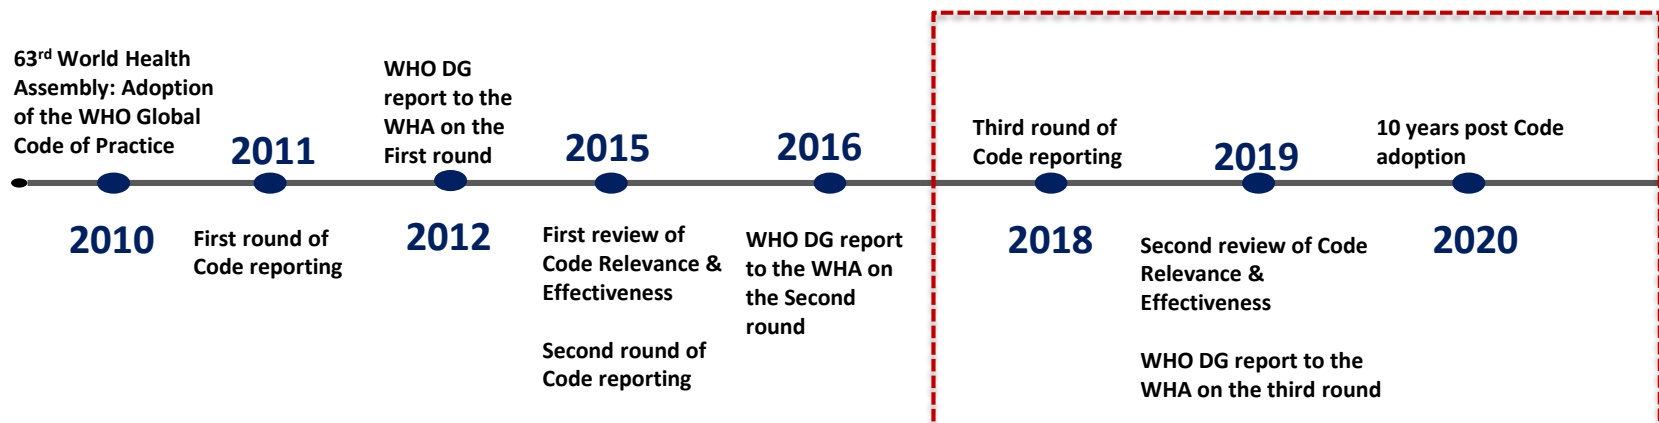 63rd World Health
Assembly: Adoption
of the WHO Global
Code of Practice
2010
2011
First round of
Code reporting
WHO DG
report to the
WHA on the
First round
2012
2015
First review of
Code Relevance &
Effectiveness
Second round of
Code reporting
2016
WHO DG report
to the WHA on
the Second
round
Third round of
Code reporting
2018
2019
Second review of Code
Relevance &
Effectiveness
WHO DG report to the
WHA on the third round
10 years post Code
adoption
2020